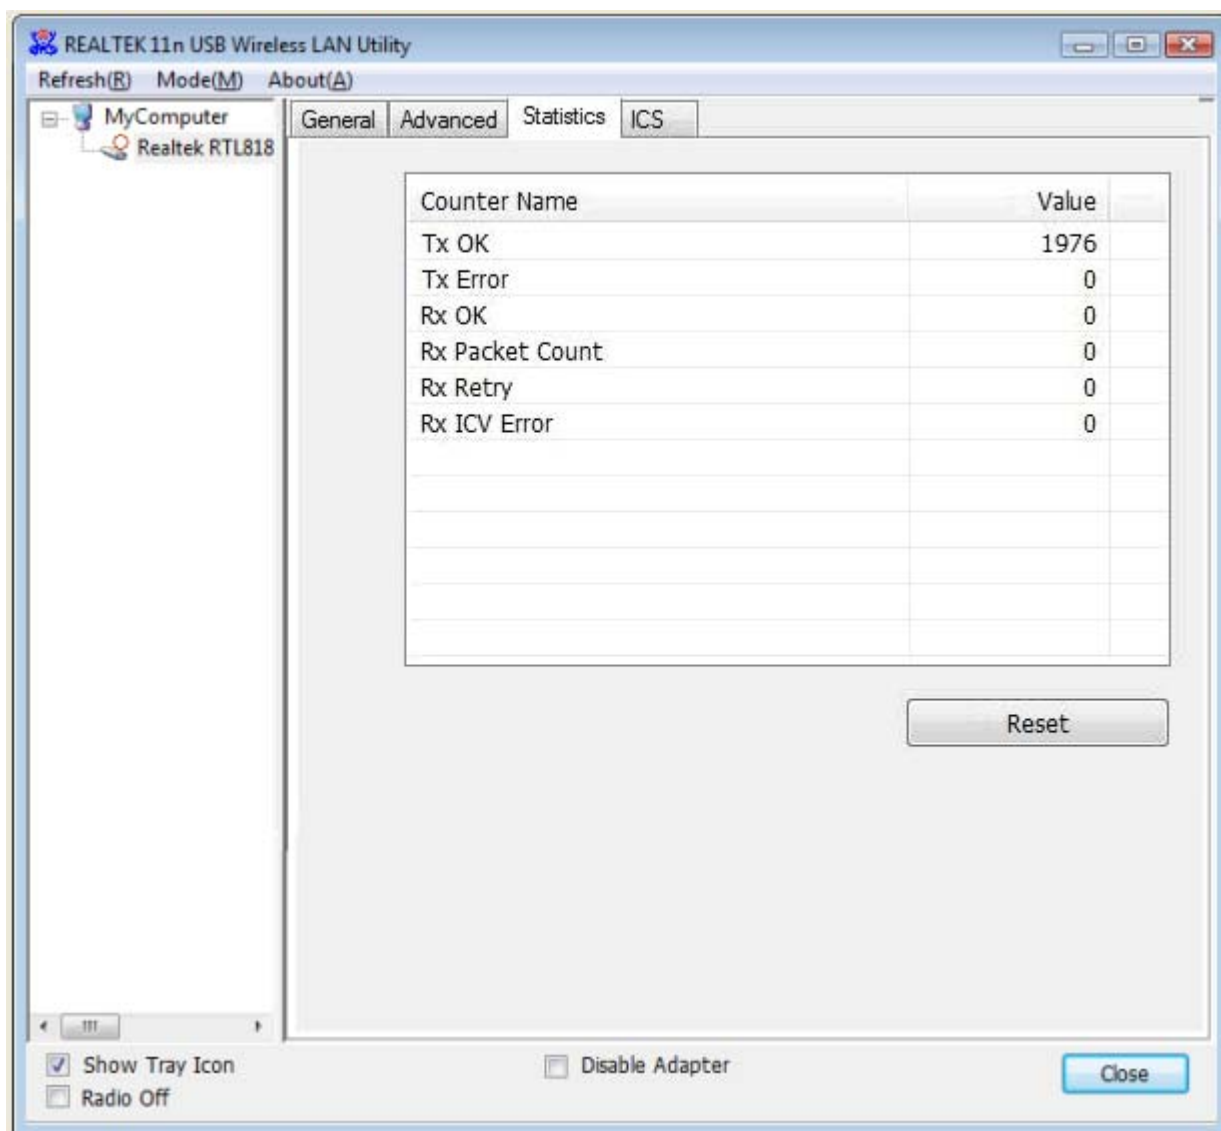 REALTEK 11n USB Wireless LAN Utility
Refresh(R) Mode(M) About(A)
MyComputer
Realtek RTL818
General Advanced Statistics ICS
Counter Name Value
Tx OK 1976
Tx Error 0
Rx OK 0
Rx Packet Count 0
Rx Retry 0
Rx ICV Error 0
Reset
Show Tray Icon
Radio Off
Disable Adapter
Close